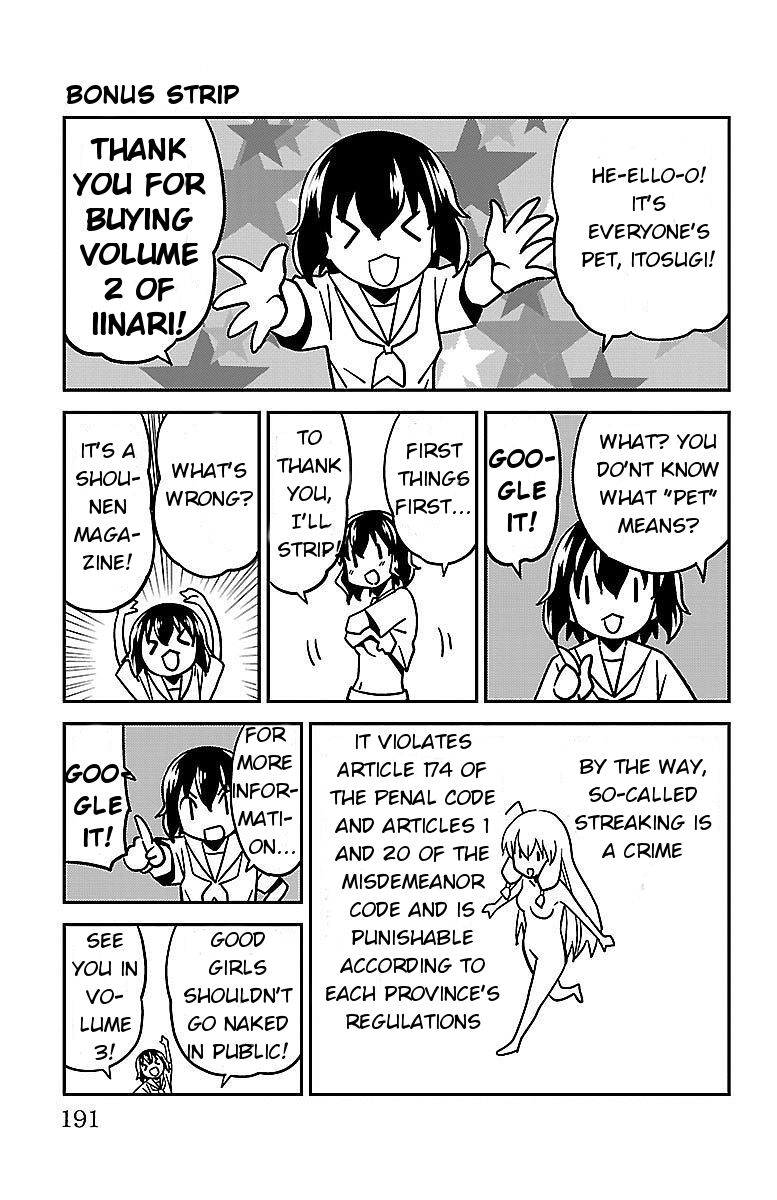 BONUS STRIP
HE-ELLO-O!
IT'S
EVERYONE'S
PET, ITOSUGI!
THANK
YOU FOR
BUYING
VOLUME
2 OF
IINARI!
WHAT? YOU
DO'NT KNOW
WHAT "PET"
MEANS?
GOO-
GLE
IT!
FIRST
THINGS
FIRST...
TO
THANK
YOU,
I'LL
STRIP!
WHAT'S
WRONG?
IT'S A
SHOU-
NEN
MAGA-
ZINE!
BY THE WAY,
SO-CALLED
STREAKING IS
A CRIME
IT VIOLATES
ARTICLE 174 OF
THE PENAL CODE
AND ARTICLES 1
AND 20 OF THE
MISDEMEANOR
CODE AND IS
PUNISHABLE
ACCORDING TO
EACH PROVINCE'S
REGULATIONS
FOR
MORE
INFOR-
MATI-
ON...
GOO-
GLE
IT!
GOOD
GIRLS
SHOULDN'T
GO NAKED
IN PUBLIC!
SEE
YOU IN
VO-
LUME
3!
191